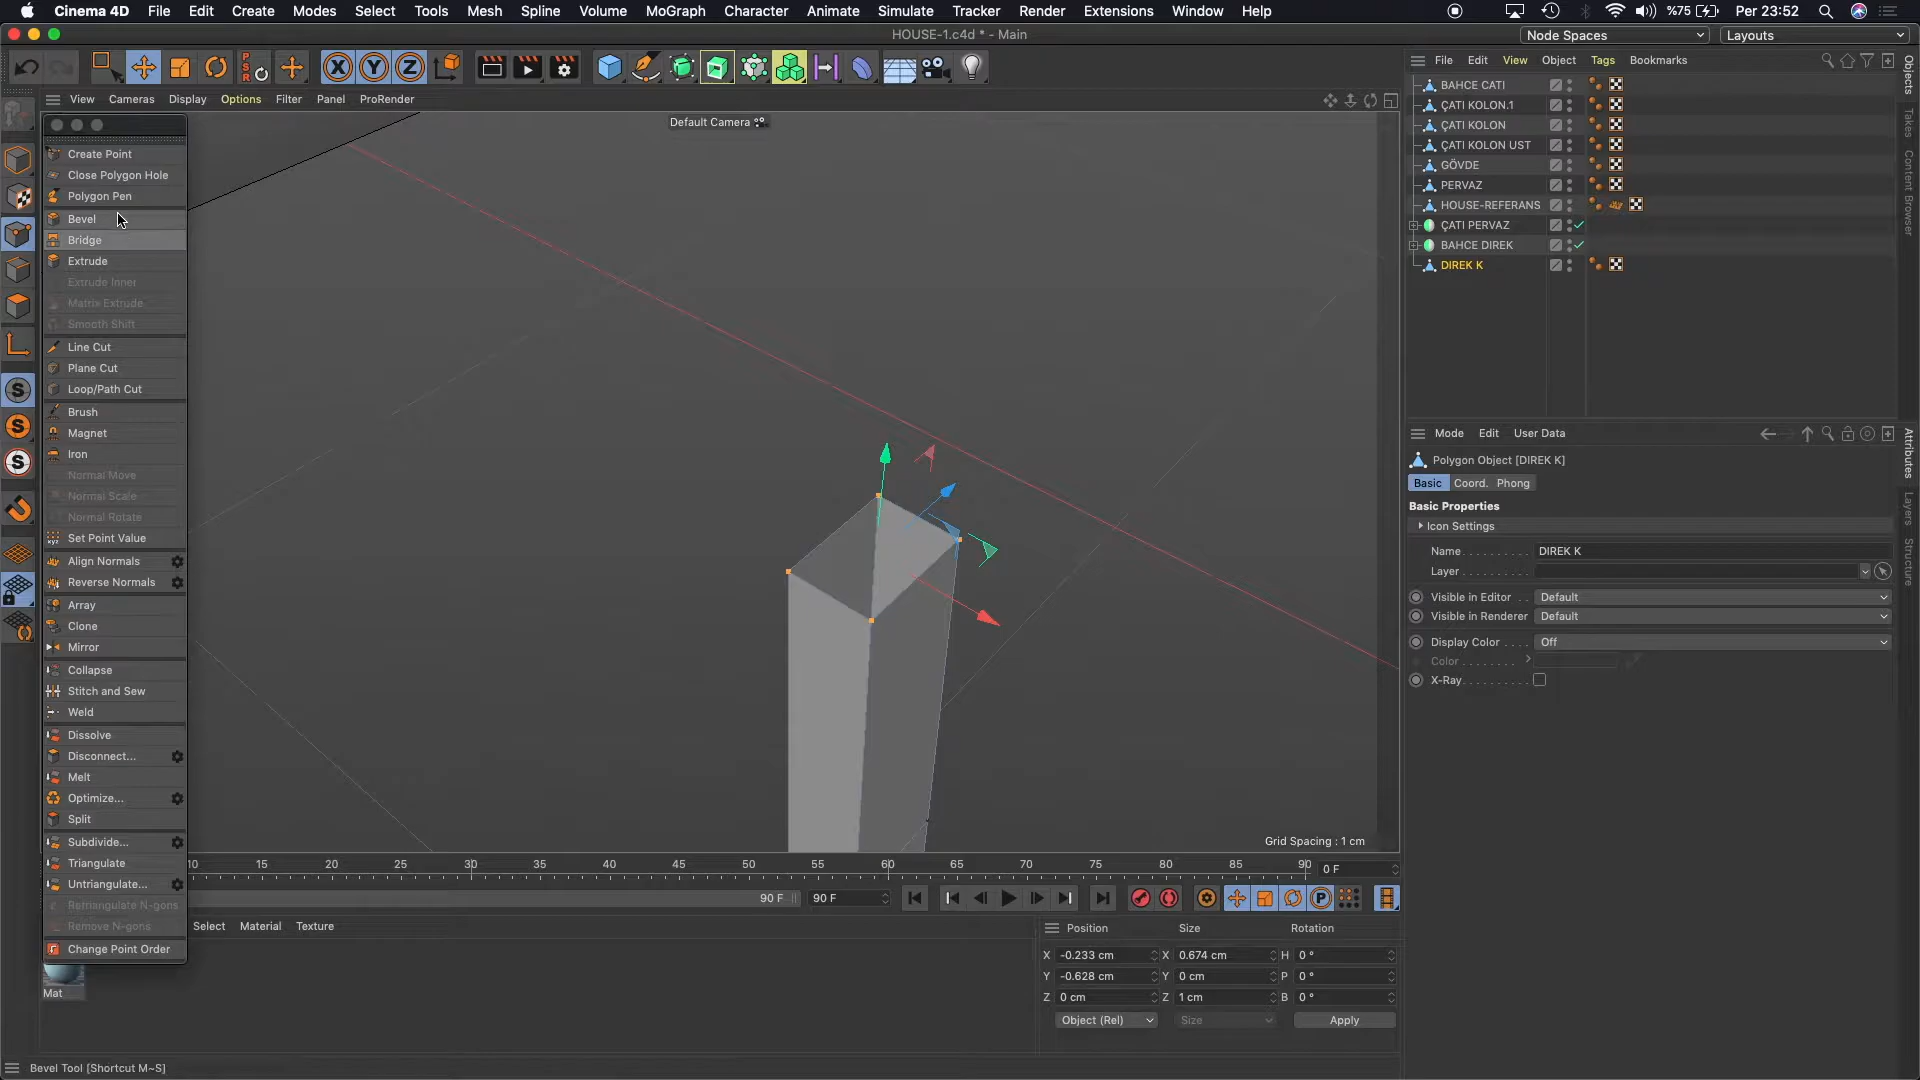 Cinema 4D File Edit Create Modes Select Tools Mesh Spline Volume MoGraph Character Animate Simulate Tracker Render Extensions Window Help %75 Per 23:52
HOUSE-1.c4d * - Main
Node Spaces
Layouts
X Y Z
PSR
File Edit View Object Tags Bookmarks
View Cameras Display Options Filter Panel ProRender
Default Camera
Create Point
Close Polygon Hole
Polygon Pen
Bevel
Bridge
Extrude
Extrude Inner
Matrix Extrude
Smooth Shift
Line Cut
Plane Cut
Loop/Path Cut
Brush
Magnet
Iron
Normal Move
Normal Scale
Normal Rotate
Set Point Value
Align Normals
Reverse Normals
Array
Clone
Mirror
Collapse
Stitch and Sew
Weld
Dissolve
Disconnect...
Melt
Optimize...
Split
Subdivide...
Triangulate
Untriangulate...
Retriangulate N-gons
Remove N-gons
Change Point Order
S
S
S
BAHCE CATI
ÇATI KOLON.1
ÇATI KOLON
ÇATI KOLON UST
GÖVDE
PERVAZ
HOUSE-REFERANS
ÇATI PERVAZ
BAHCE DIREK
DIREK K
Objects
Takes
Content Browser
Mode Edit User Data
Polygon Object [DIREK K]
Basic Coord. Phong
Basic Properties
Icon Settings
Name . . . . . . . . . DIREK K
Layer . . . . . . . . .
Visible in Editor . . Default
Visible in Renderer Default
Display Color . . . . Off
Color . . . . . . .
X-Ray . . . . . . . . .
Attributes
Layers
Structure
Grid Spacing : 1 cm
10 15 20 25 30 35 40 45 50 55 60 65 70 75 80 85 90 0 F
90 F 90 F
P
Select Material Texture
Mat
Position Size Rotation
X -0.233 cm X 0.674 cm H 0 °
Y -0.628 cm Y 0 cm P 0 °
Z 0 cm Z 1 cm B 0 °
Object (Rel) Size Apply
Bevel Tool [Shortcut M~S]